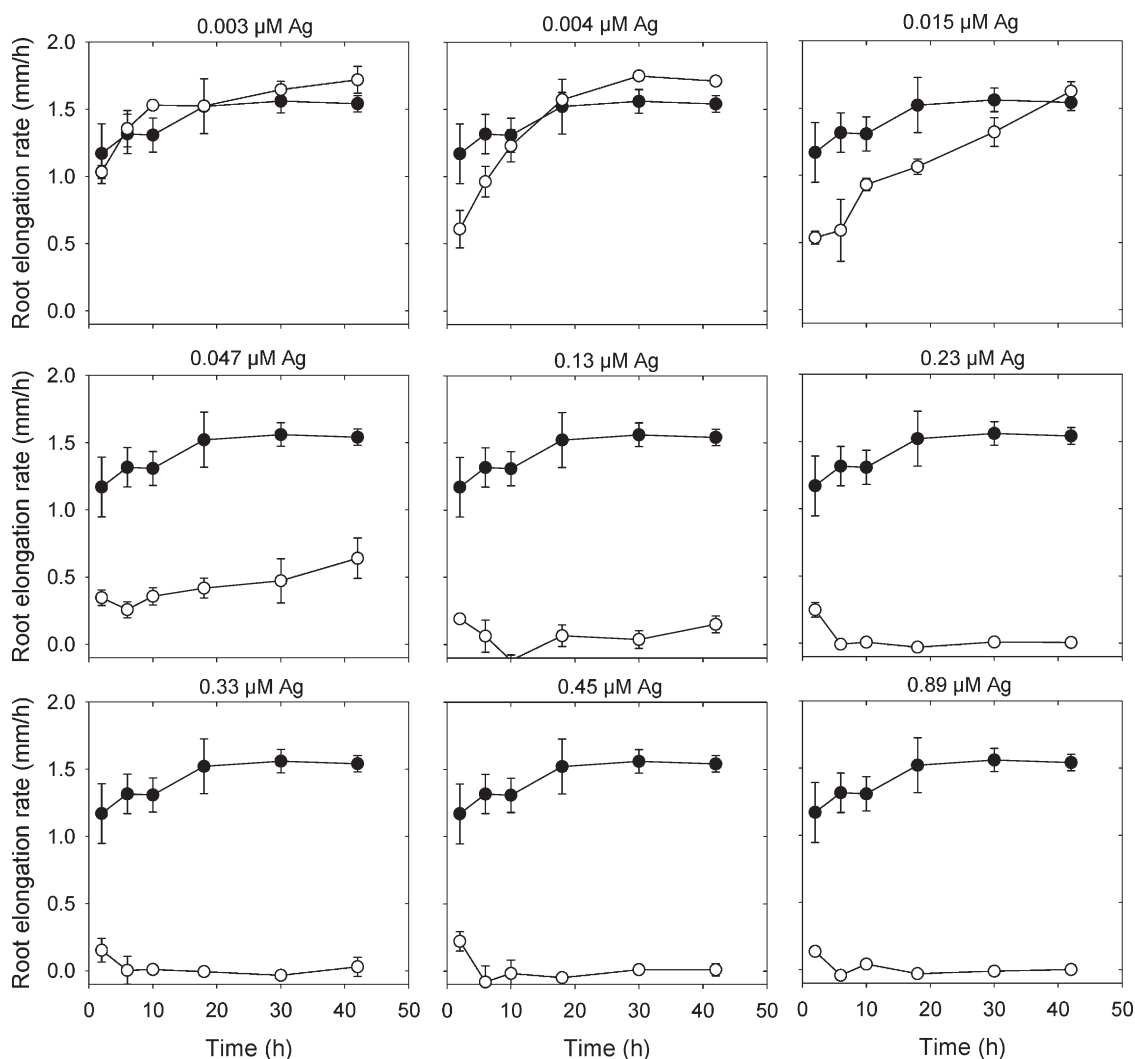 0.003 µM Ag 0.004 µM Ag 0.015 µM Ag
2.0
1.5
1.0
0.5
0.0
Root elongation rate (mm/h)
0.047 µM Ag 0.13 µM Ag 0.23 µM Ag
2.0
1.5
1.0
0.5
0.0
Root elongation rate (mm/h)
0.33 µM Ag 0.45 µM Ag 0.89 µM Ag
2.0
1.5
1.0
0.5
0.0
Root elongation rate (mm/h)
0 10 20 30 40 50 0 10 20 30 40 50 0 10 20 30 40 50
Time (h) Time (h) Time (h)